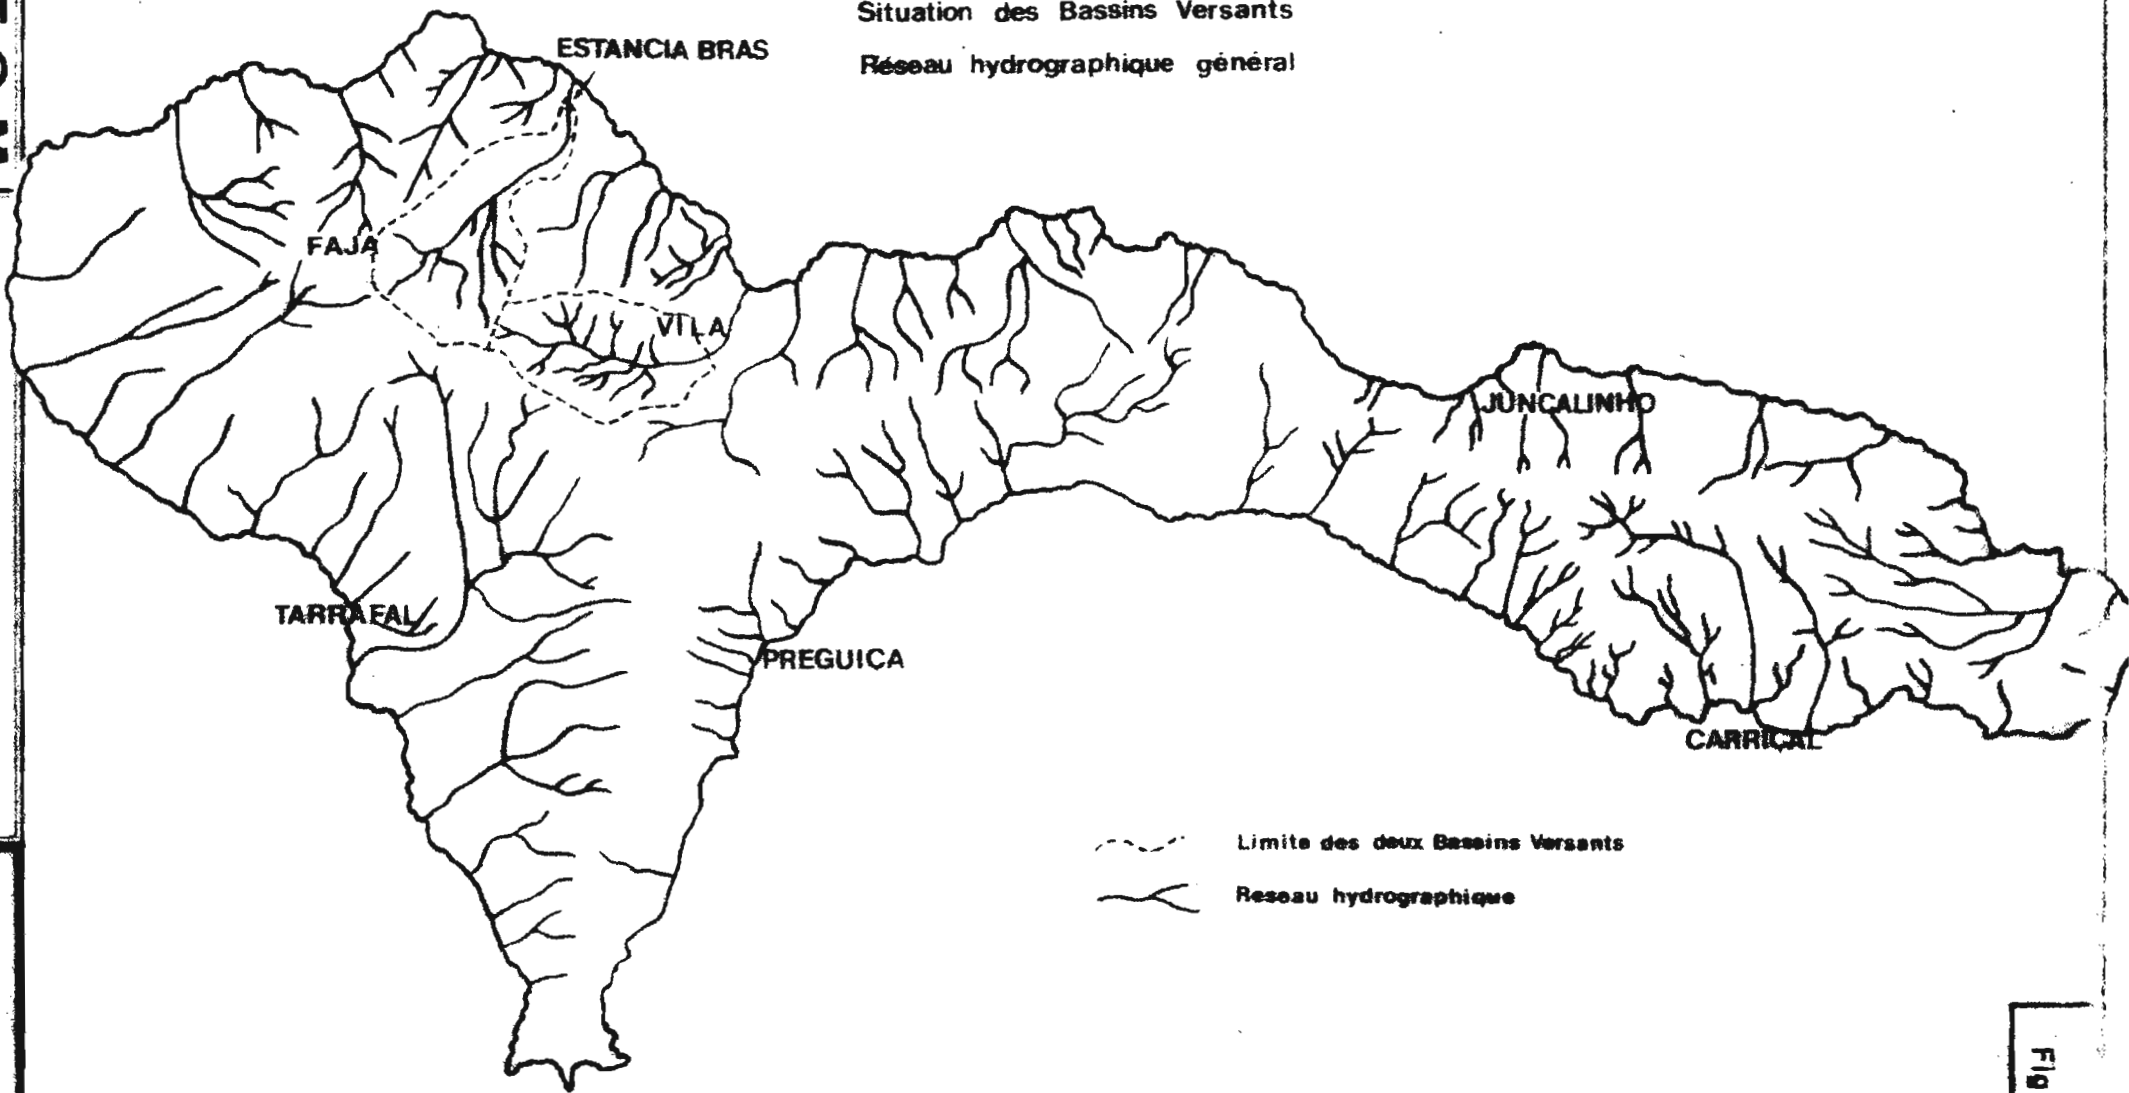 Situation des Bassins Versants
Réseau hydrographique général
ESTANCIA BRAS
FAJA
VILA
JUNCALINHO
TARRAFAL
PREGUIÇA
CARRIÇAL
Limite des deux Bassins Versants
Reseau hydrographique
Fig